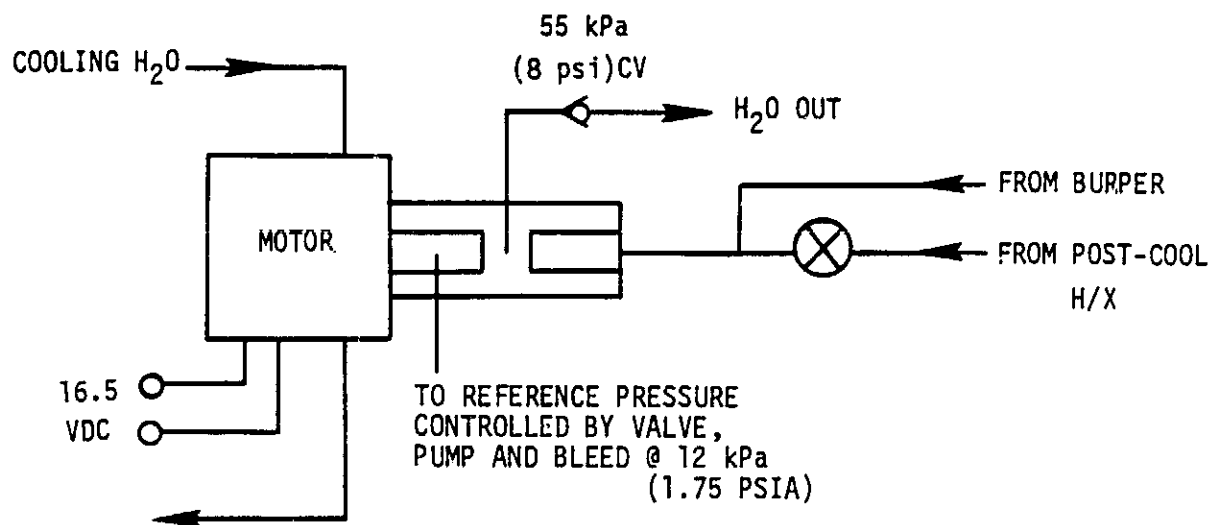 55 kPa
(8 psi)CV
COOLING H₂O
H₂O OUT
FROM BURPER
MOTOR
FROM POST-COOL
H/X
16.5
VDC
TO REFERENCE PRESSURE
CONTROLLED BY VALVE,
PUMP AND BLEED @ 12 kPa
(1.75 PSIA)